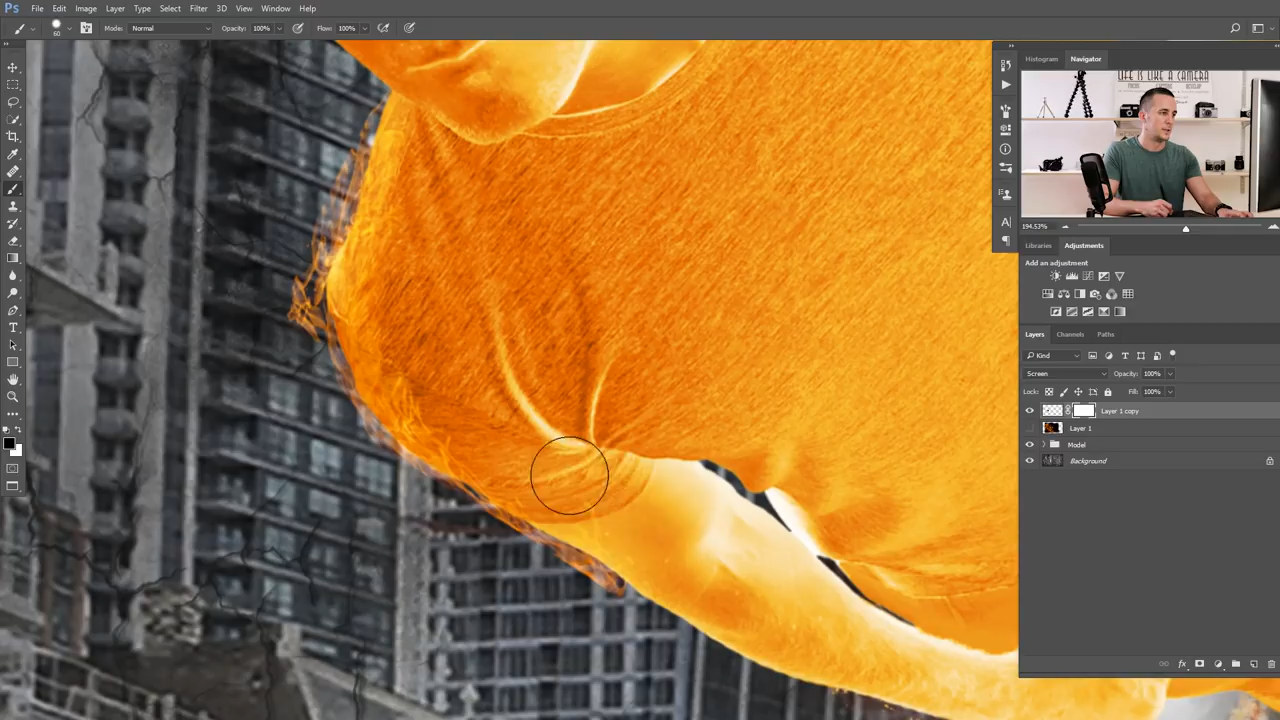 Ps File Edit Image Layer Type Select Filter 3D View Window Help
60 Mode: Normal Opacity: 100% Flow: 100%
Histogram Navigator
LIFE IS LIKE A CAMERA
194.53%
Libraries Adjustments
Add an adjustment
Layers Channels Paths
Kind
Screen Opacity: 100%
Lock: Fill: 100%
Layer 1 copy
Layer 1
Model
Background